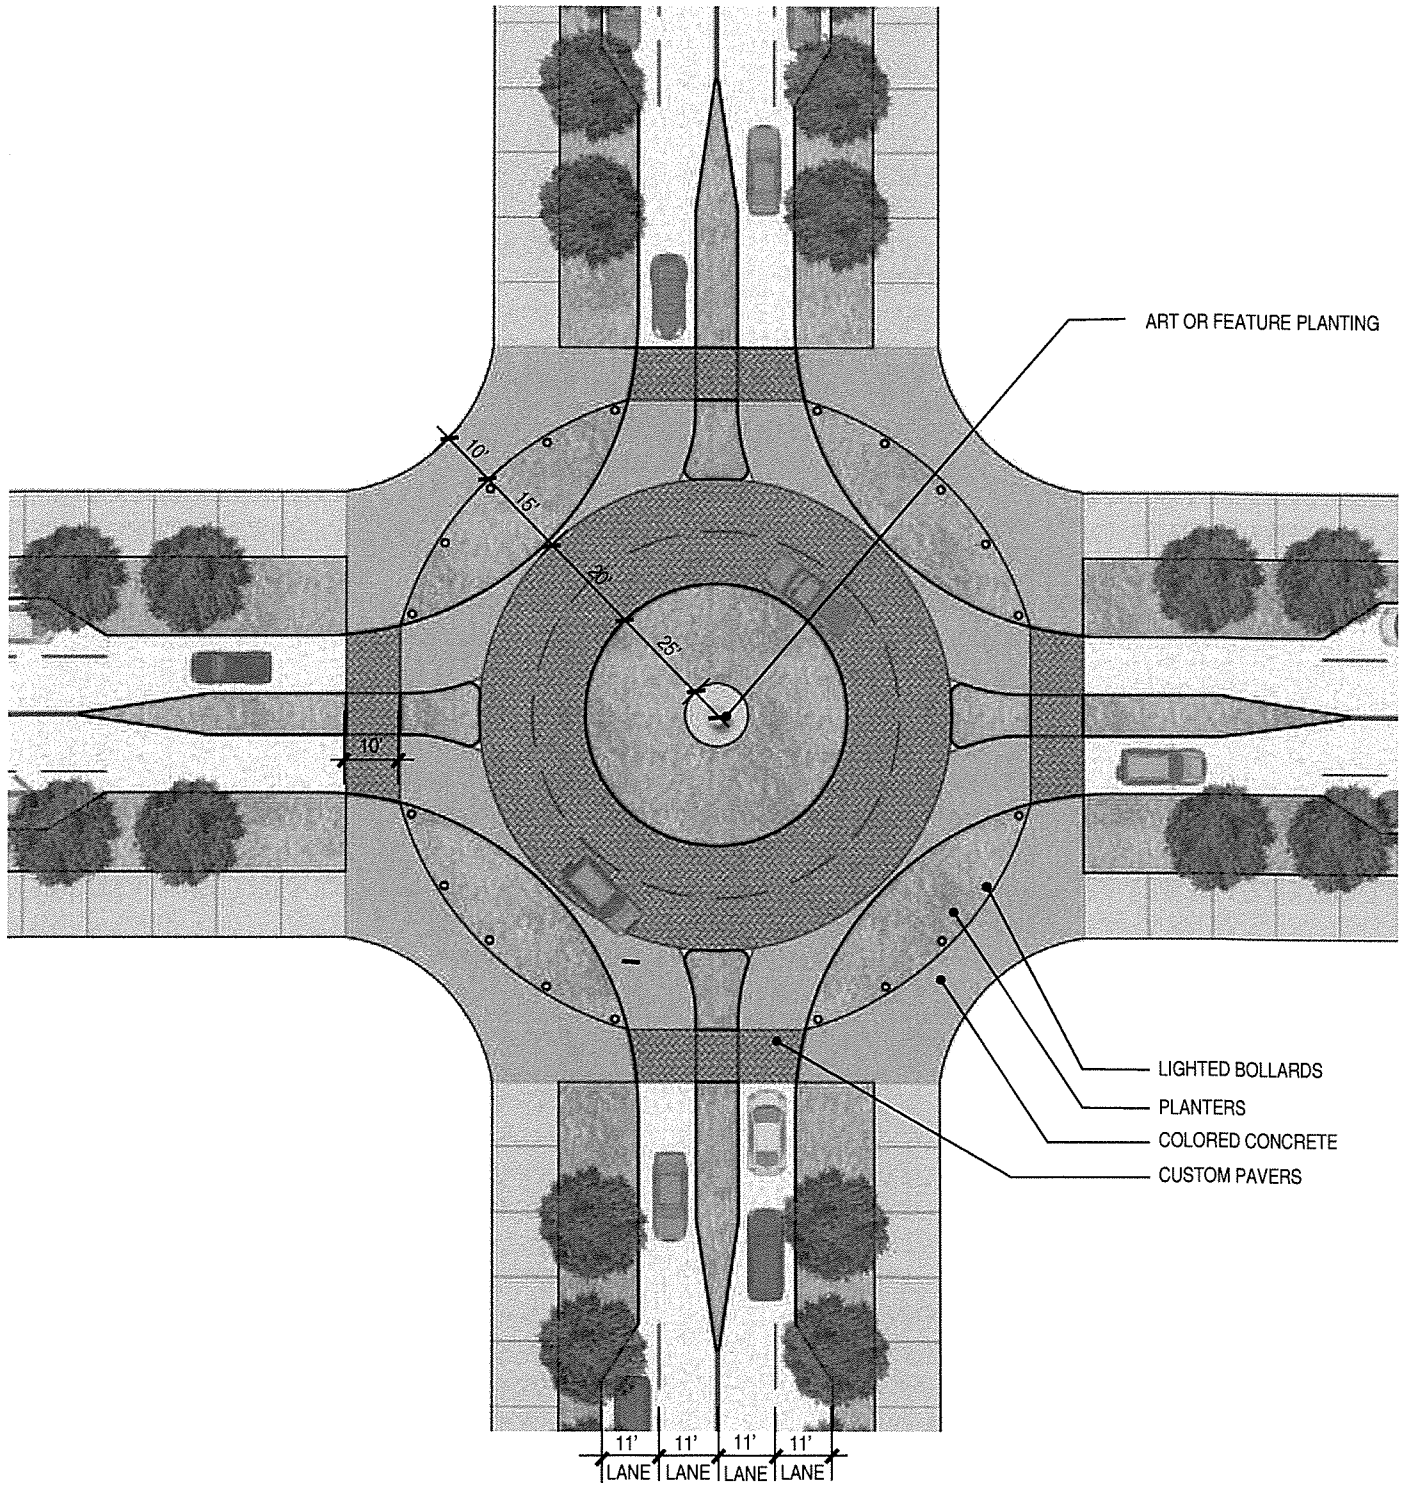 ART OR FEATURE PLANTING
10'
15'
20'
25'
10'
LIGHTED BOLLARDS
PLANTERS
COLORED CONCRETE
CUSTOM PAVERS
11' 11' 11' 11'
LANE LANE LANE LANE